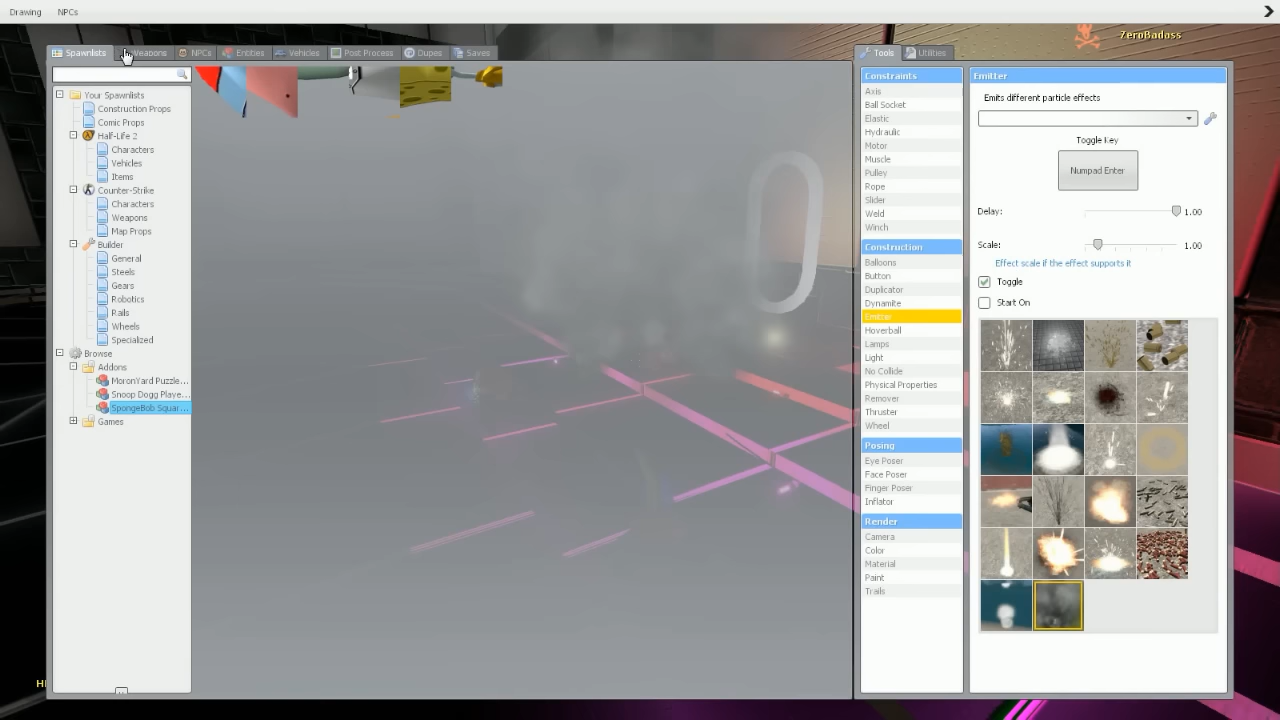 Drawing NPCs
ZeroBadass
Spawnlists Weapons NPCs Entities Vehicles Post Process Dupes Saves
Your Spawnlists
Construction Props
Comic Props
Half-Life 2
Characters
Vehicles
Items
Counter-Strike
Characters
Weapons
Map Props
Builder
General
Steels
Gears
Robotics
Rails
Wheels
Specialized
Browse
Addons
MoronYard Puzzle...
Snoop Dogg Playe...
SpongeBob Squar...
Games
Tools Utilities
Constraints
Axis
Ball Socket
Elastic
Hydraulic
Motor
Muscle
Pulley
Rope
Slider
Weld
Winch
Construction
Balloons
Button
Duplicator
Dynamite
Emitter
Hoverball
Lamps
Light
No Collide
Physical Properties
Remover
Thruster
Wheel
Posing
Eye Poser
Face Poser
Finger Poser
Inflator
Render
Camera
Color
Material
Paint
Trails
Emitter
Emits different particle effects
Toggle Key
Numpad Enter
Delay: 1.00
Scale: 1.00
Effect scale if the effect supports it
Toggle
Start On